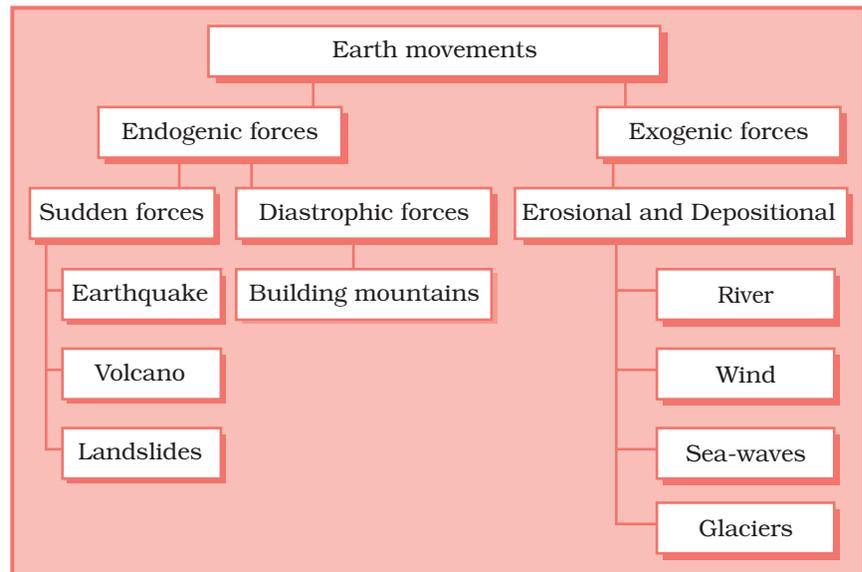 Earth movements
Endogenic forces
Exogenic forces
Sudden forces
Diastrophic forces
Erosional and Depositional
Earthquake
Building mountains
River
Volcano
Wind
Landslides
Sea-waves
Glaciers